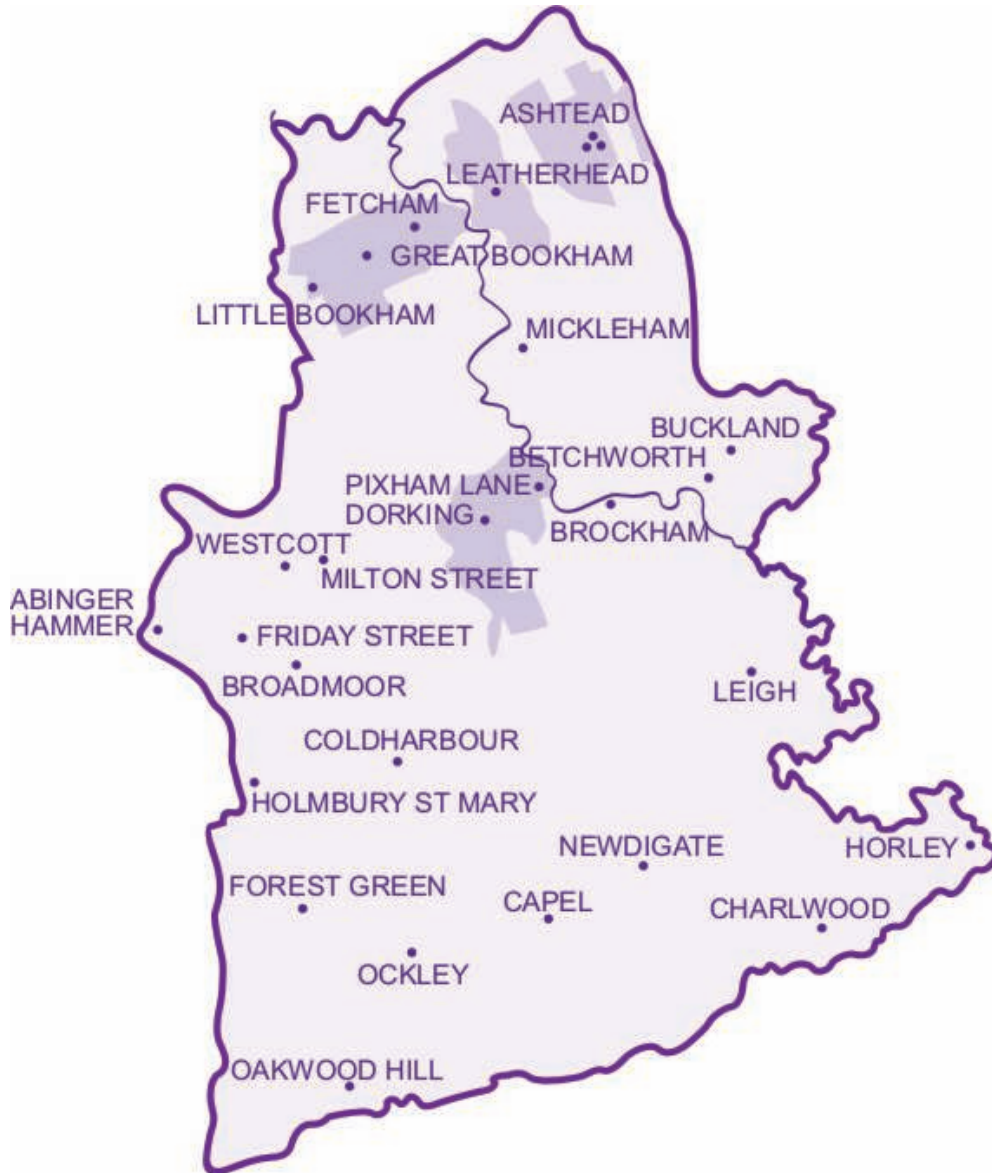 ASHTEAD
LEATHERHEAD
FETCHAM
GREAT BOOKHAM
LITTLE BOOKHAM
MICKLEHAM
BUCKLAND
BETCHWORTH
PIXHAM LANE
DORKING
BROCKHAM
WESTCOTT
MILTON STREET
ABINGER
HAMMER
FRIDAY STREET
BROADMOOR
LEIGH
COLDHARBOUR
HOLMBURY ST MARY
NEWDIGATE
HORLEY
FOREST GREEN
CAPEL
CHARLWOOD
OCKLEY
OAKWOOD HILL